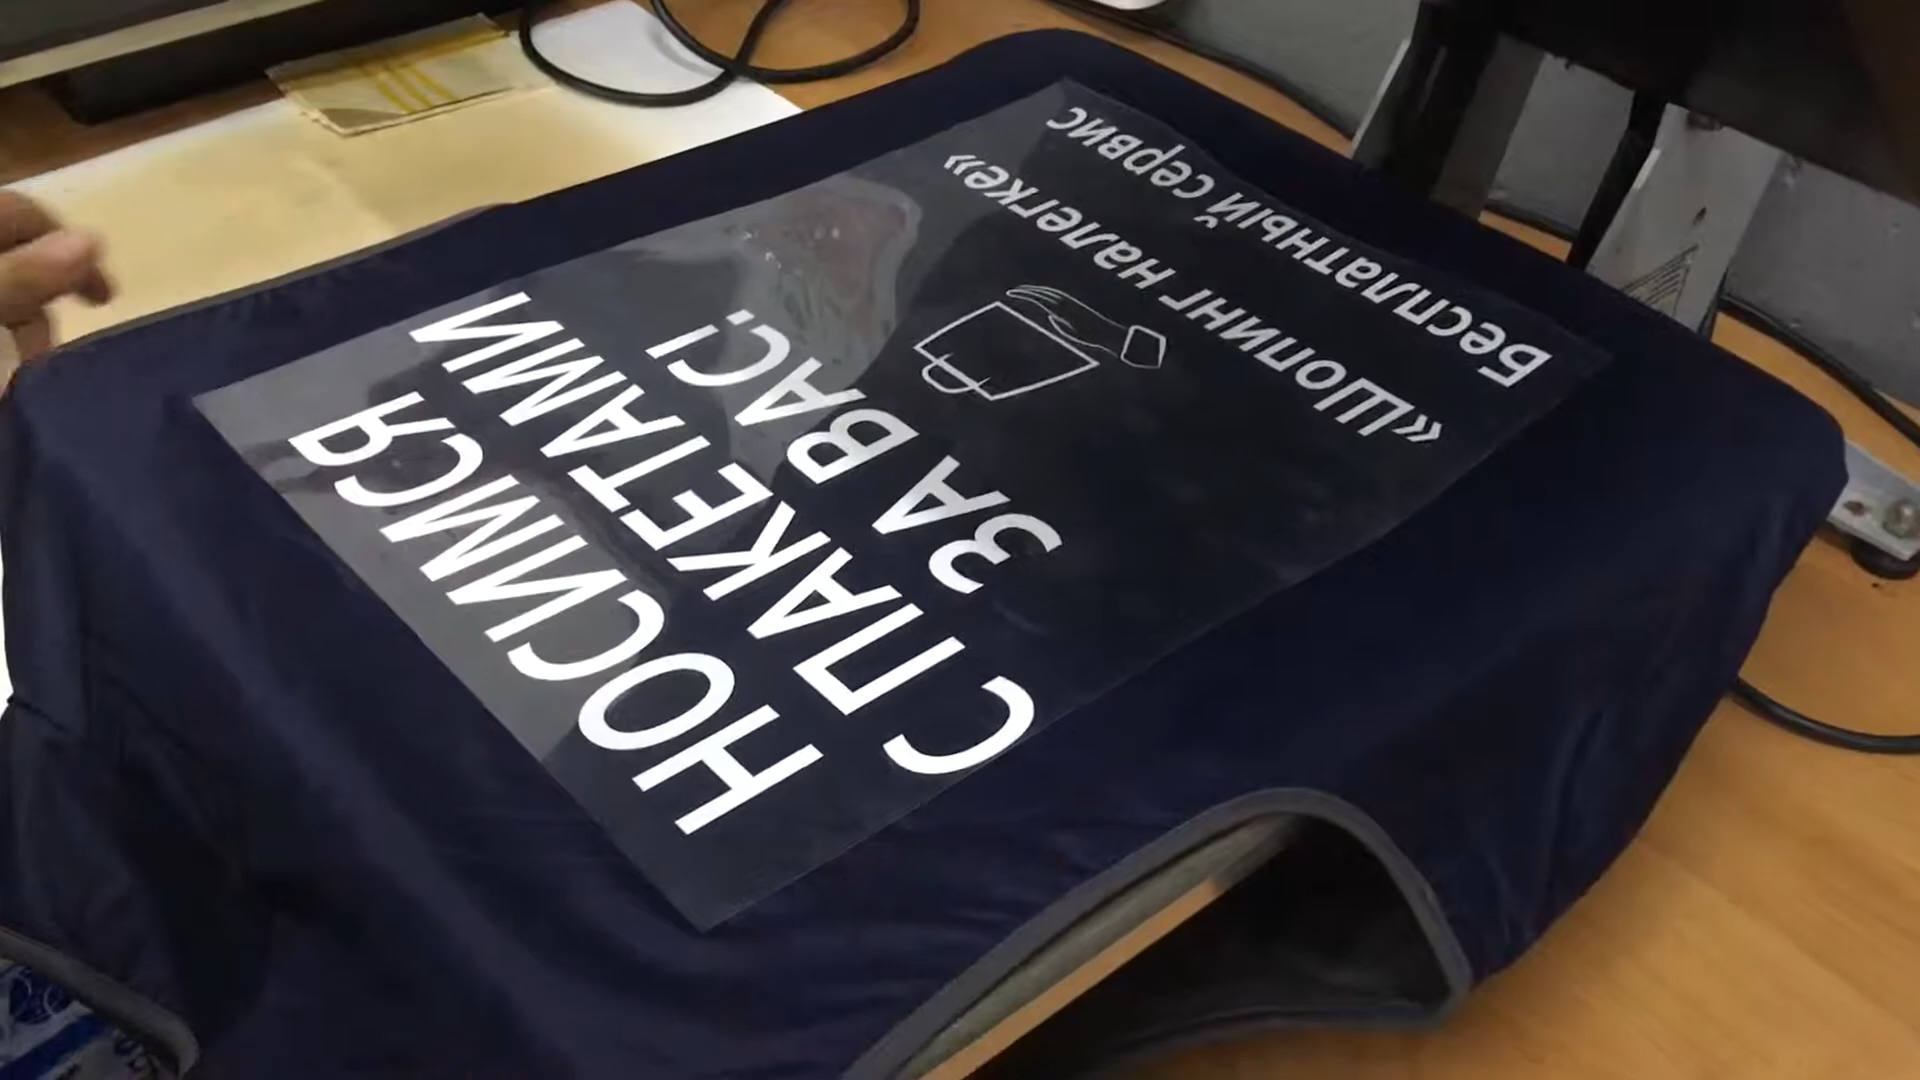 НОСИМСЯ
С ПАКЕТАМИ
ЗА ВАС!
«Шопинг налегке»
Бесплатный сервис